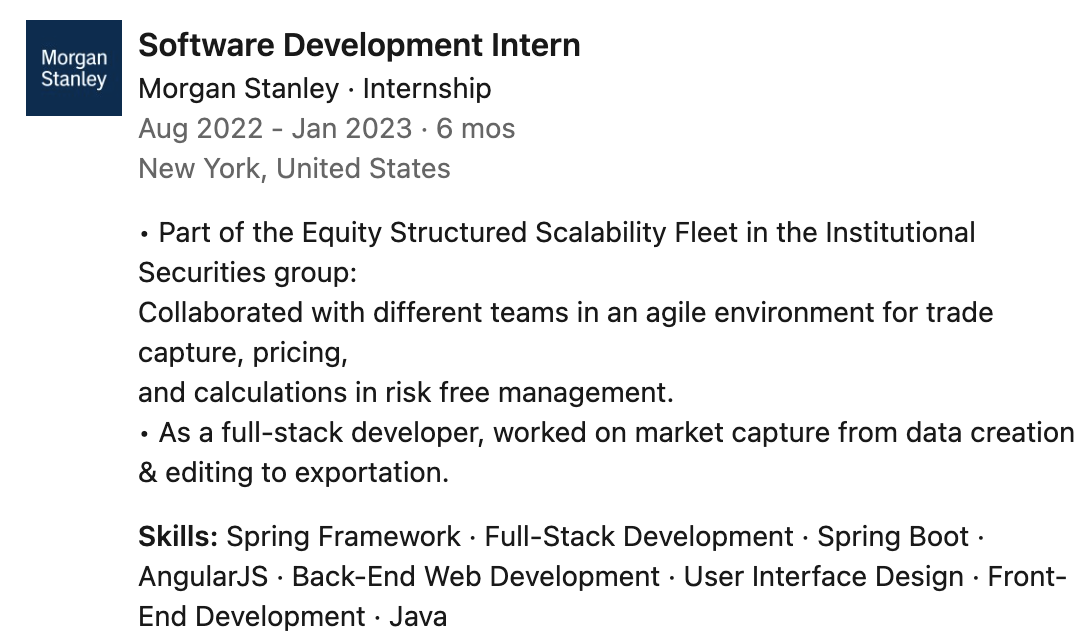 Morgan
Stanley
Software Development Intern
Morgan Stanley · Internship
Aug 2022 - Jan 2023 · 6 mos
New York, United States
• Part of the Equity Structured Scalability Fleet in the Institutional
Securities group:
Collaborated with different teams in an agile environment for trade
capture, pricing,
and calculations in risk free management.
• As a full-stack developer, worked on market capture from data creation
& editing to exportation.
Skills: Spring Framework · Full-Stack Development · Spring Boot ·
AngularJS · Back-End Web Development · User Interface Design · Front-
End Development · Java